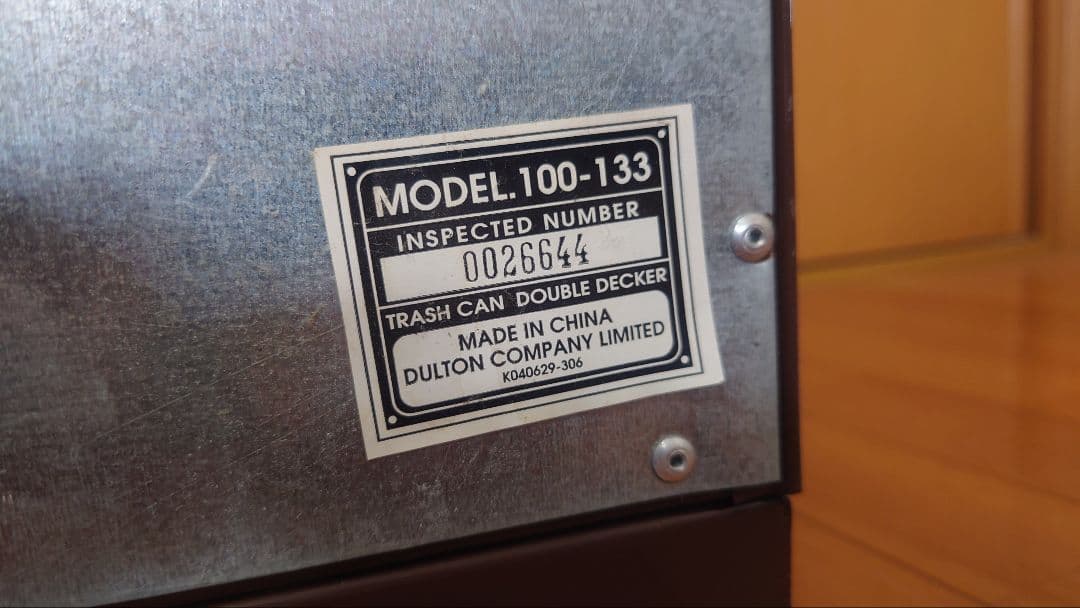 MODEL.100-133
INSPECTED NUMBER
0026644
TRASH CAN DOUBLE DECKER
MADE IN CHINA
DULTON COMPANY LIMITED
K040629-306